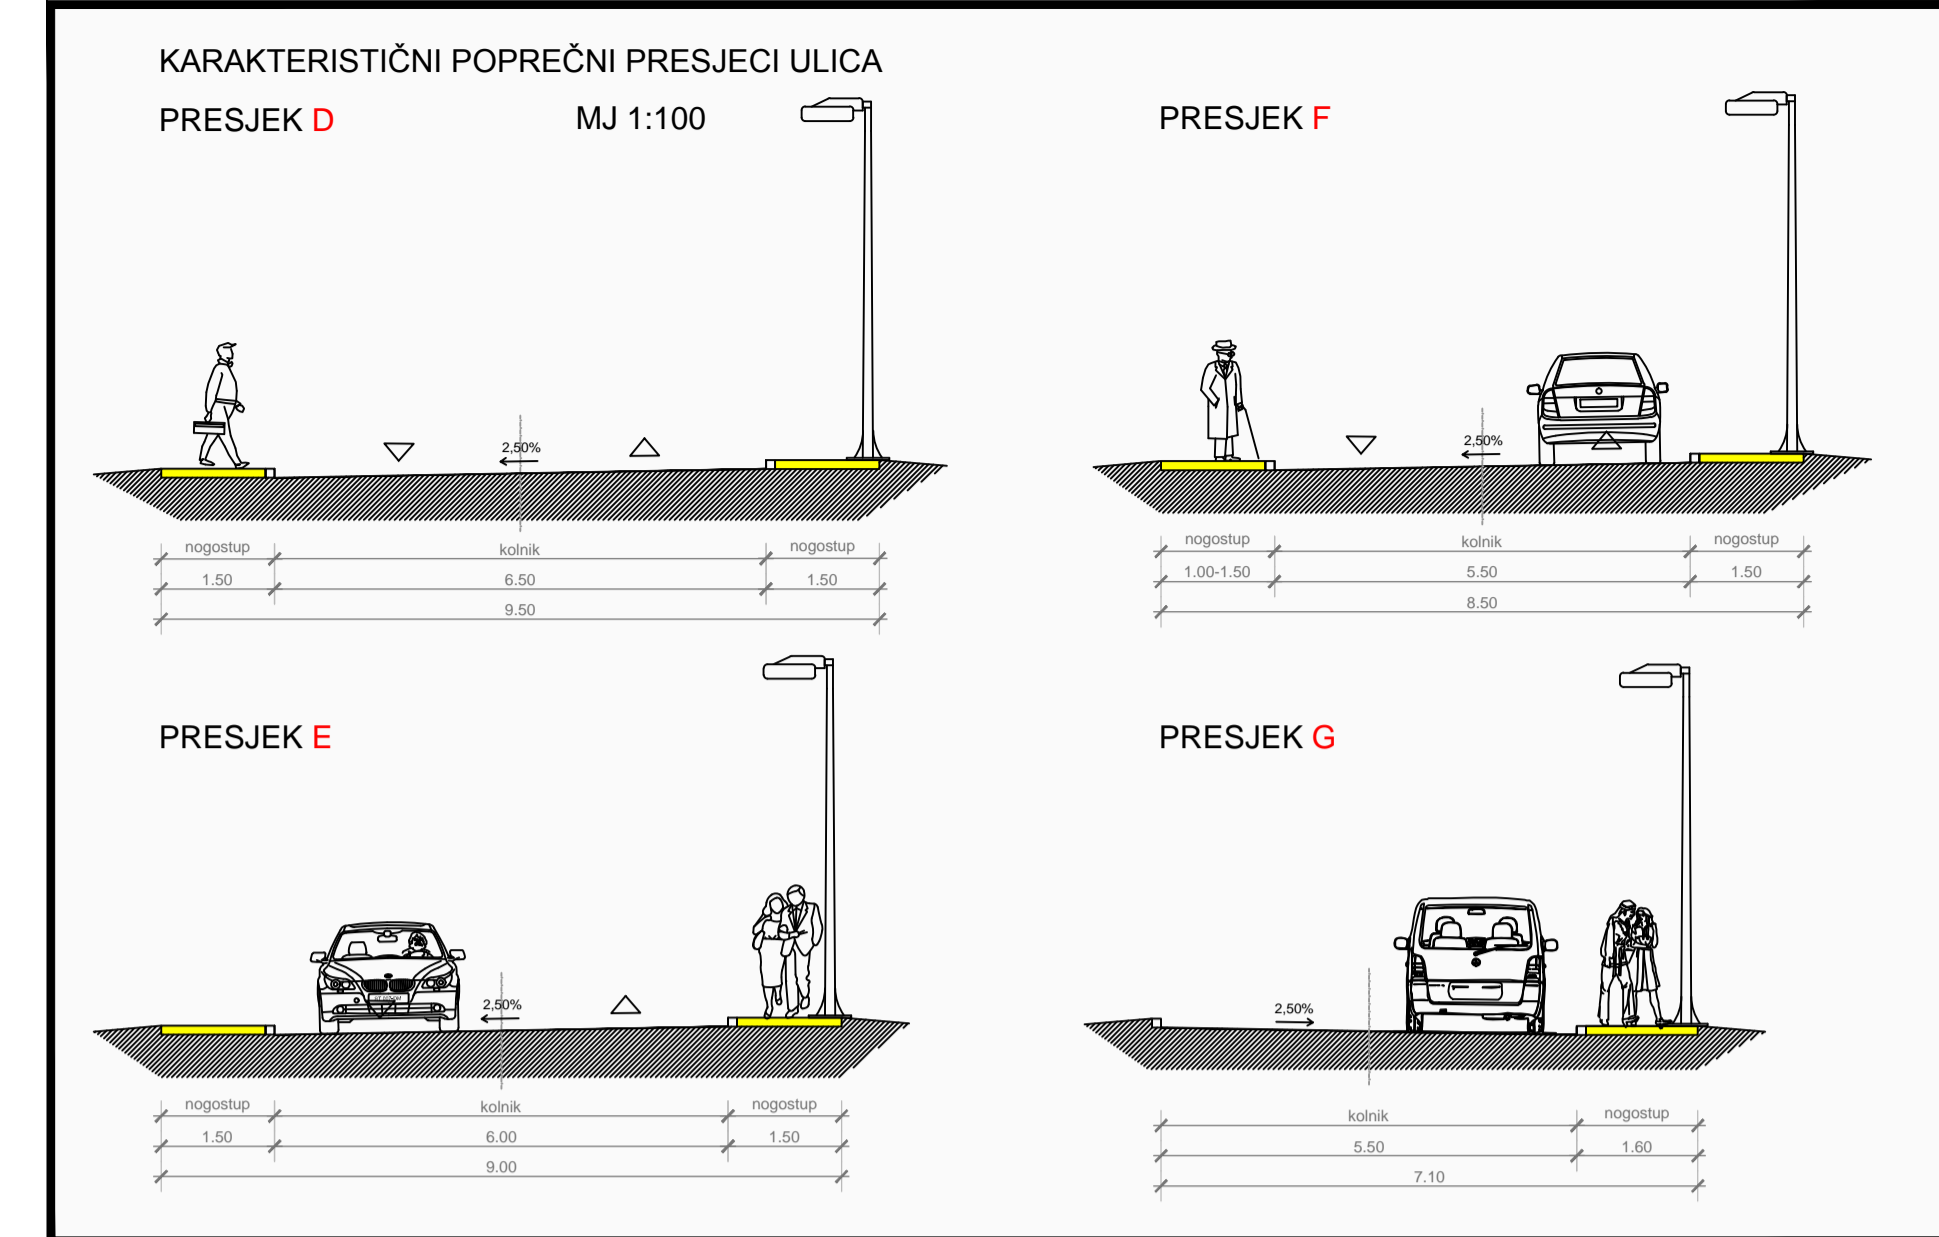 KARAKTERISTIČNI POPREČNI PRESJECI ULICA
PRESJEK D
MJ 1:100
2,50%
nogostup
kolnik
nogostup
1.50
6.50
1.50
9.50
PRESJEK F
2,50%
nogostup
kolnik
nogostup
1.00-1.50
5.50
1.50
8.50
PRESJEK E
2,50%
nogostup
kolnik
nogostup
1.50
6.00
1.50
9.00
PRESJEK G
2,50%
kolnik
nogostup
5.50
1.60
7.10